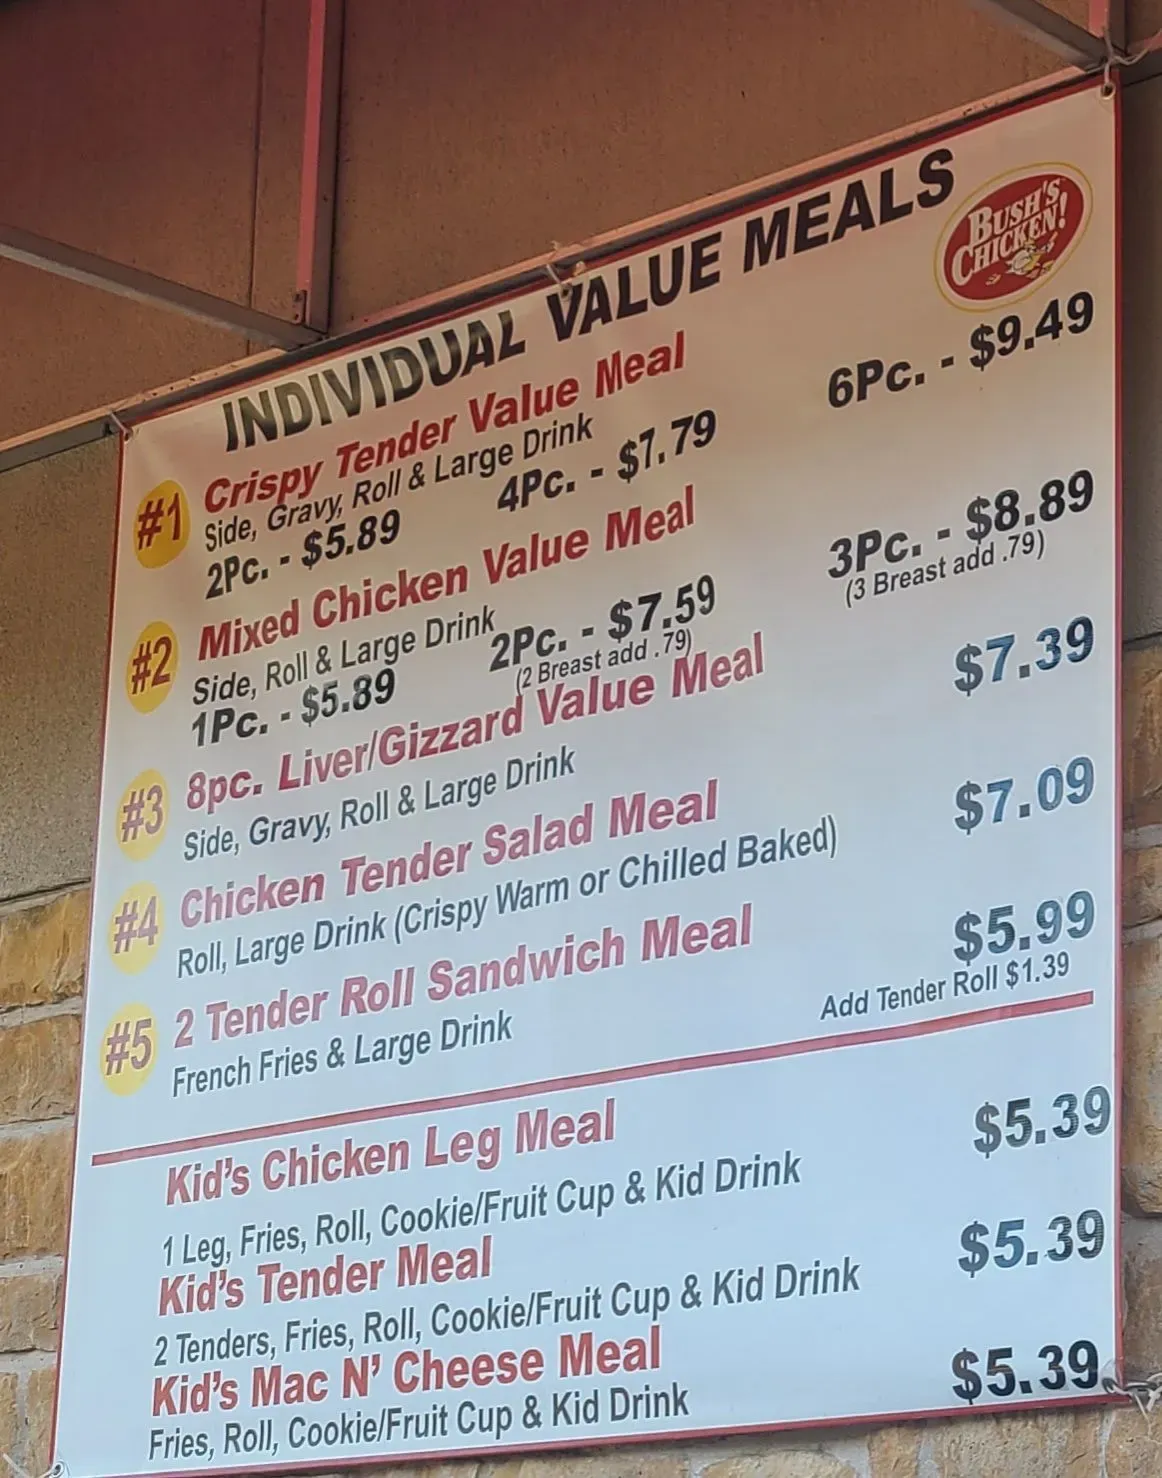 INDIVIDUAL VALUE MEALS
BUSH'S
CHICKEN!
#1 Crispy Tender Value Meal
Side, Gravy, Roll & Large Drink
2Pc. - $5.89 4Pc. - $7.79 6Pc. - $9.49
#2 Mixed Chicken Value Meal
Side, Roll & Large Drink
1Pc. - $5.89 2Pc. - $7.59 3Pc. - $8.89
(2 Breast add .79) (3 Breast add .79)
#3 8pc. Liver/Gizzard Value Meal $7.39
Side, Gravy, Roll & Large Drink
#4 Chicken Tender Salad Meal $7.09
Roll, Large Drink (Crispy Warm or Chilled Baked)
#5 2 Tender Roll Sandwich Meal $5.99
French Fries & Large Drink Add Tender Roll $1.39
Kid's Chicken Leg Meal $5.39
1 Leg, Fries, Roll, Cookie/Fruit Cup & Kid Drink
Kid's Tender Meal $5.39
2 Tenders, Fries, Roll, Cookie/Fruit Cup & Kid Drink
Kid's Mac N' Cheese Meal $5.39
Fries, Roll, Cookie/Fruit Cup & Kid Drink